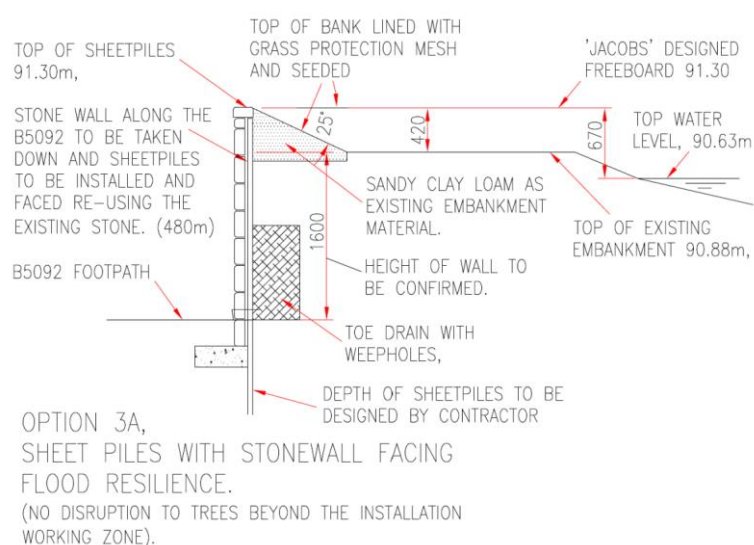 TOP OF SHEETPILES
91.30m,
TOP OF BANK LINED WITH
GRASS PROTECTION MESH
AND SEEDED
'JACOBS' DESIGNED
FREEBOARD 91.30
STONE WALL ALONG THE
B5092 TO BE TAKEN
DOWN AND SHEETPILES
TO BE INSTALLED AND
FACED RE-USING THE
EXISTING STONE. (480m)
25°
420
670
TOP WATER
LEVEL, 90.63m
SANDY CLAY LOAM AS
EXISTING EMBANKMENT
MATERIAL.
TOP OF EXISTING
EMBANKMENT 90.88m,
1600
B5092 FOOTPATH
HEIGHT OF WALL TO
BE CONFIRMED.
TOE DRAIN WITH
WEEPHOLES,
DEPTH OF SHEETPILES TO BE
DESIGNED BY CONTRACTOR
OPTION 3A,
SHEET PILES WITH STONEWALL FACING
FLOOD RESILIENCE.
(NO DISRUPTION TO TREES BEYOND THE INSTALLATION
WORKING ZONE).